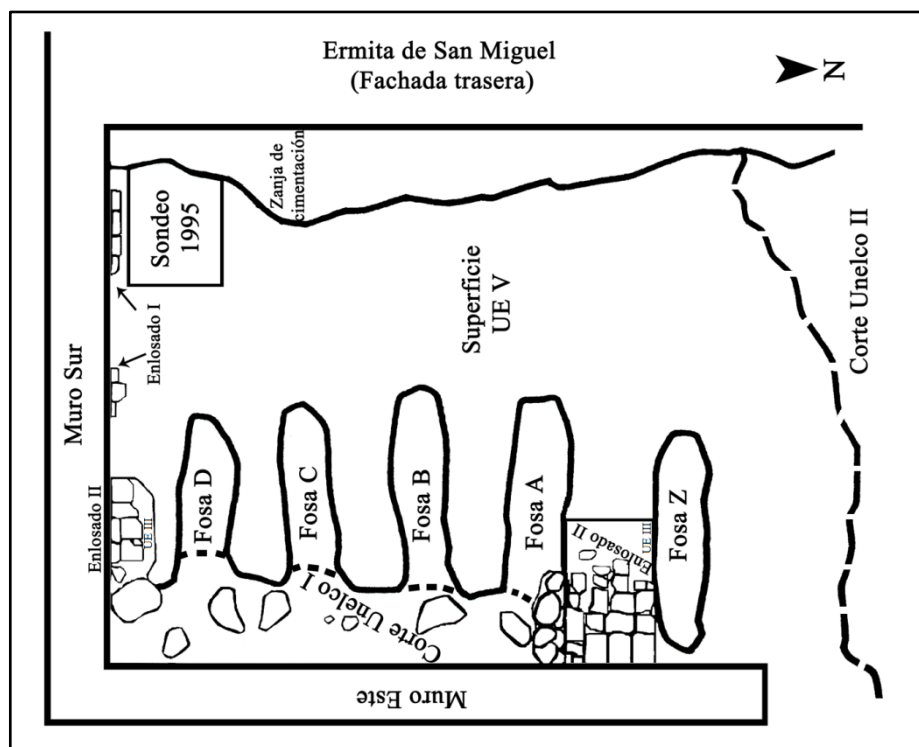 Ermita de San Miguel
(Fachada trasera)
N
Zanja de
cimentación
Sondeo
1995
Enlosado I
Superficie
UE V
Corte Unelco II
Muro Sur
Enlosado II
UE III
Fosa D
Fosa C
Fosa B
Fosa A
Enlosado II
UE III
Fosa Z
Corte Unelco I
Muro Este